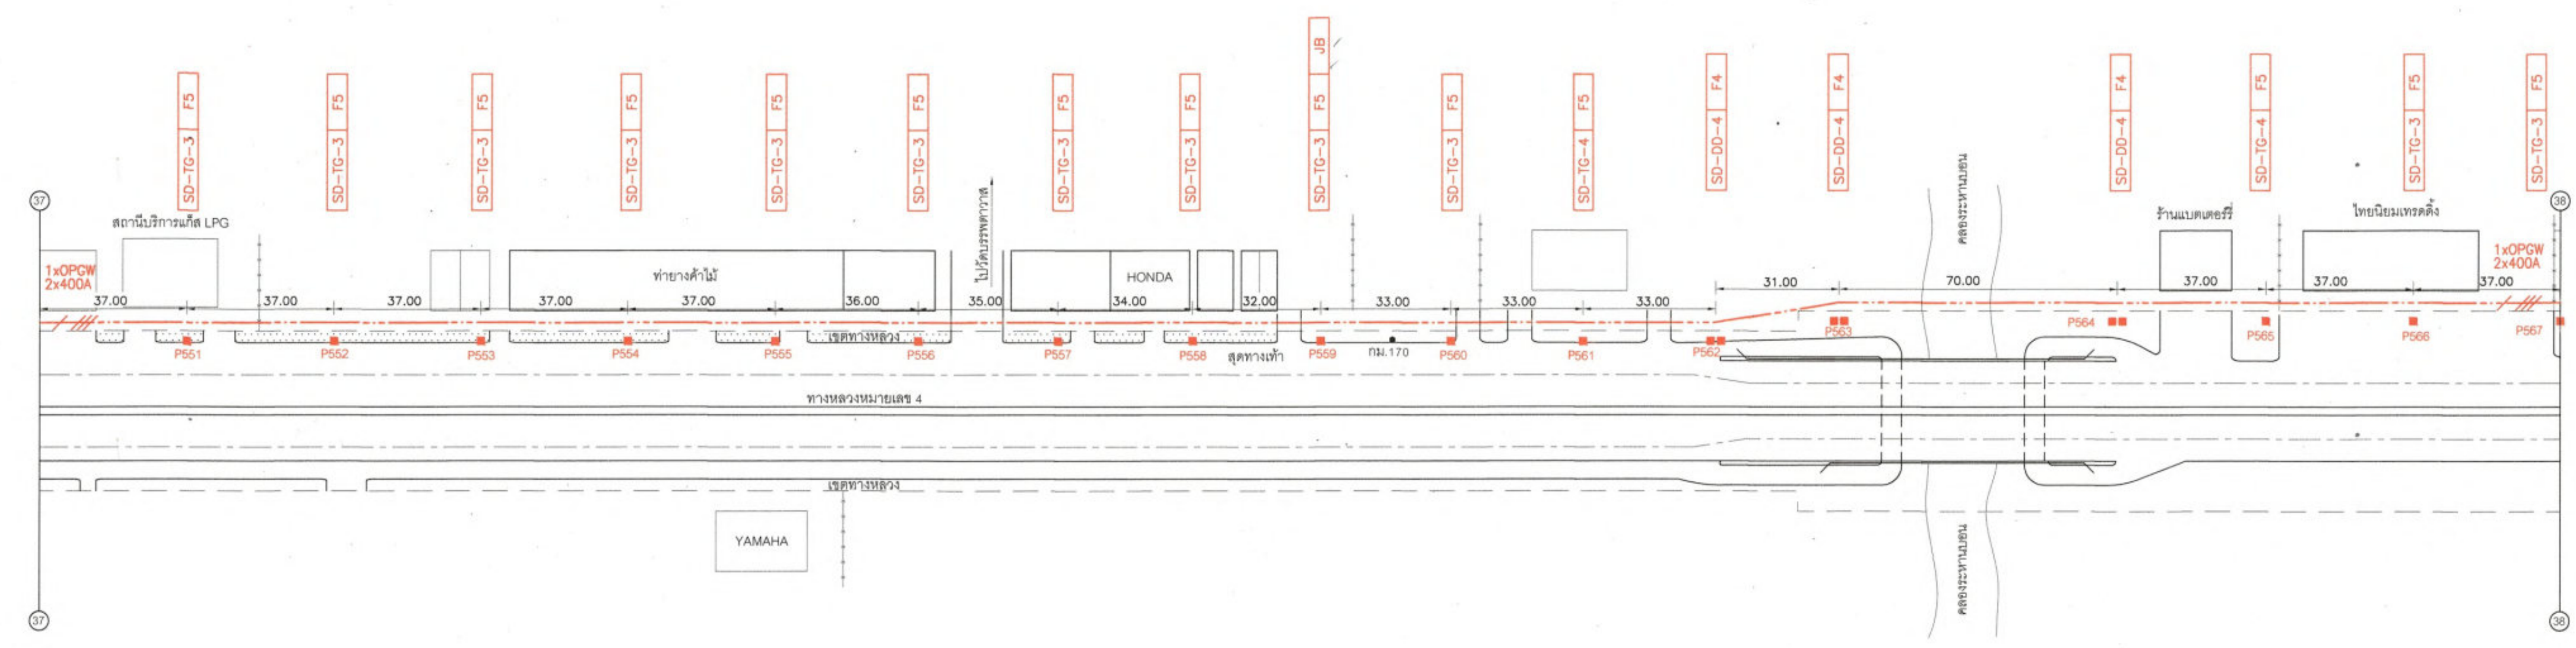 JB
F5
F5
F5
F5
F5
F5
F5
F5
F5
F5
F5
F4
F4
F4
F5
F5
F5
SD-TG-3
SD-TG-3
SD-TG-3
SD-TG-3
SD-TG-3
SD-TG-3
SD-TG-3
SD-TG-3
SD-TG-3
SD-TG-3
SD-TG-4
SD-DD-4
SD-DD-4
SD-DD-4
SD-TG-4
SD-TG-3
SD-TG-3
37
38
สถานีบริการแก๊ส LPG
ไปวัดบรรพตาวาส
คลองระหานบอน
ร้านแบตเตอร์รี่
ไทยนิยมเทรดดิ้ง
1xOPGW
2x400A
ท่ายางค้าไม้
HONDA
1xOPGW
2x400A
37.00
37.00
37.00
37.00
37.00
36.00
35.00
34.00
32.00
33.00
33.00
33.00
31.00
70.00
37.00
37.00
37.00
เขตทางหลวง
P551
P552
P553
P554
P555
P556
P557
P558
สุดทางเท้า
P559
กม.170
P560
P561
P562
P563
P564
P565
P566
P567
ทางหลวงหมายเลข 4
เขตทางหลวง
YAMAHA
คลองระหานบอน
37
38